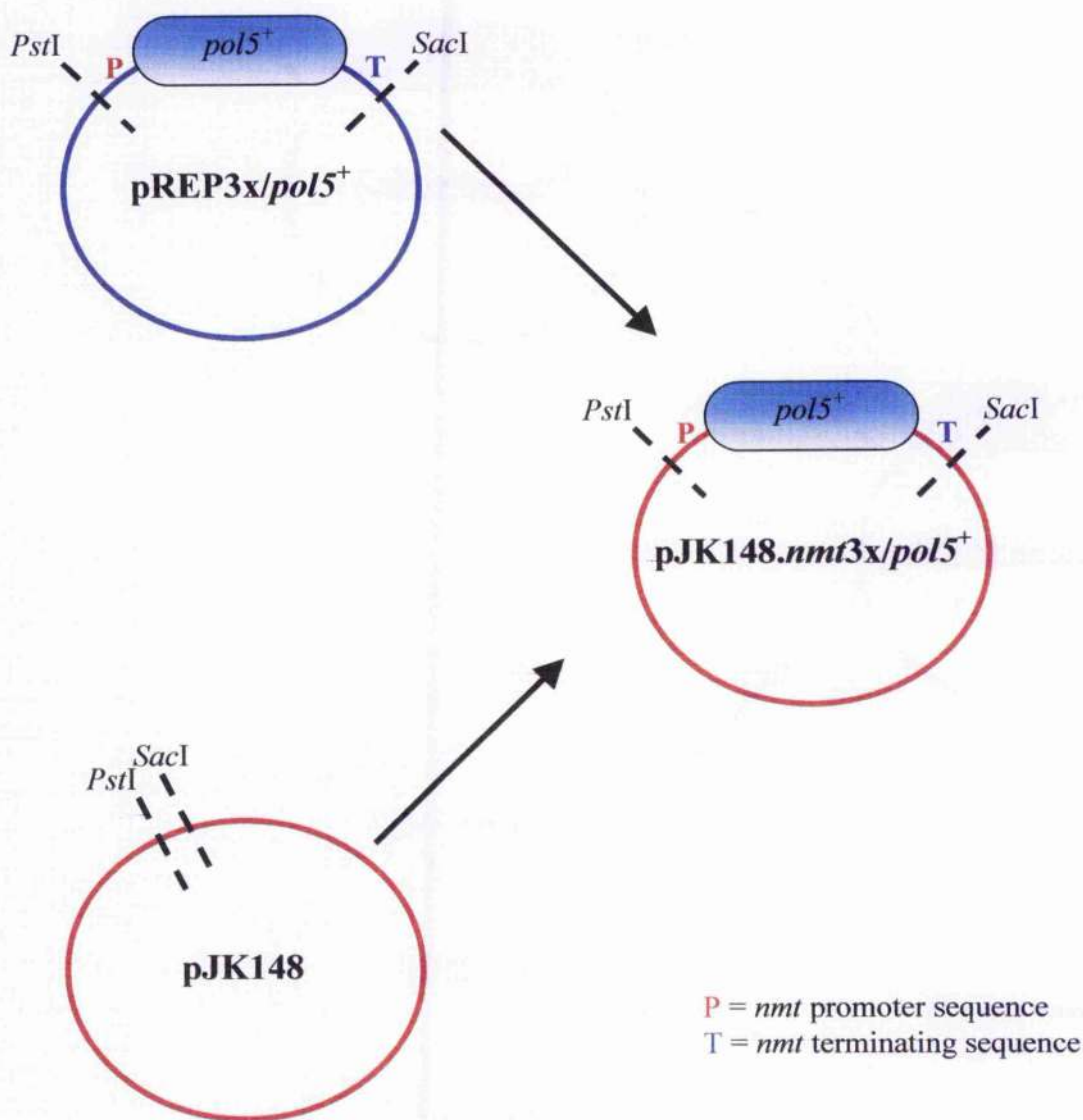 PstI
P
pol5+
T
SacI
pREP3x/pol5+
PstI
P
pol5+
T
SacI
pJK148.nmt3x/pol5+
SacI
PstI
pJK148
P = nmt promoter sequence
T = nmt terminating sequence